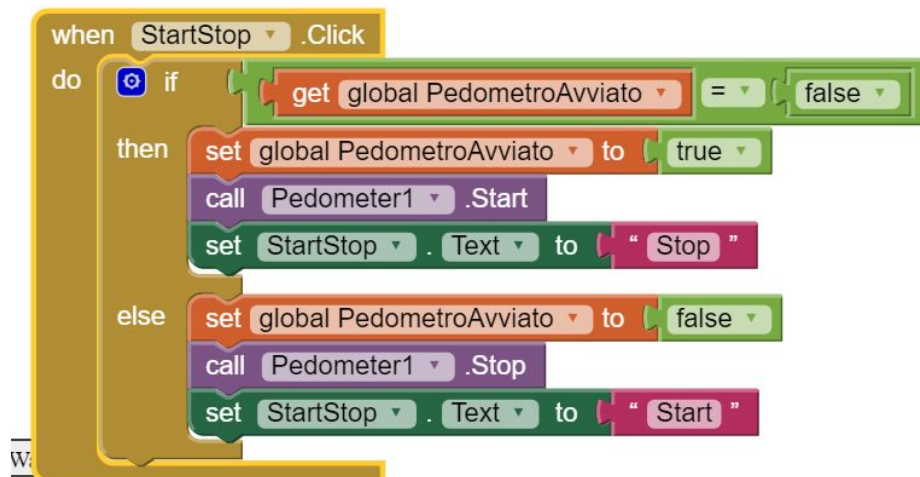 when StartStop .Click
do if get global PedometroAvviato = false
then set global PedometroAvviato to true
call Pedometer1 .Start
set StartStop . Text to " Stop "
else set global PedometroAvviato to false
call Pedometer1 .Stop
set StartStop . Text to " Start "